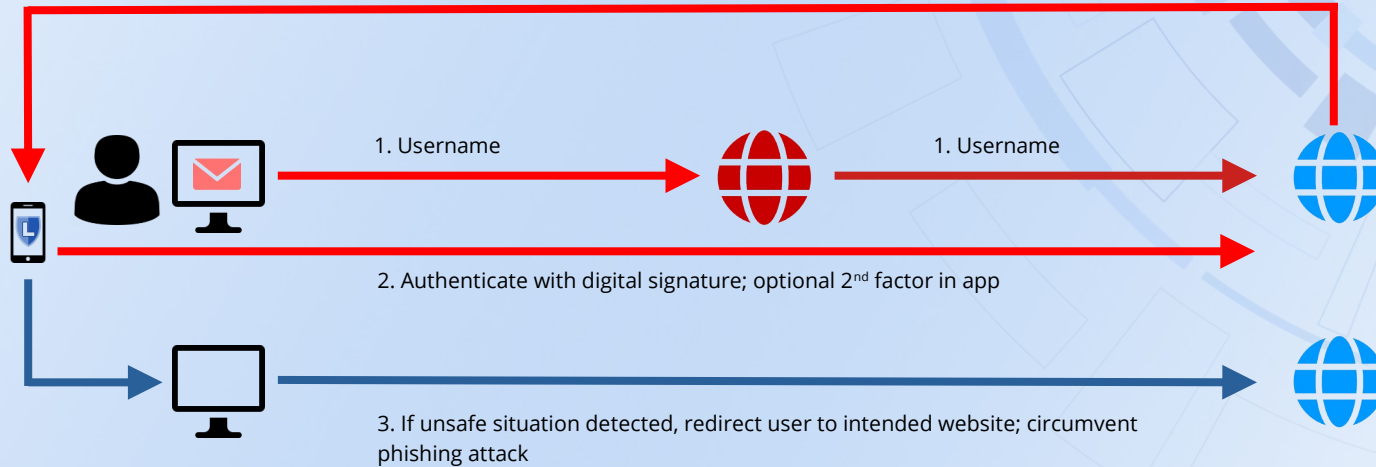 1. Username
1. Username
L
2. Authenticate with digital signature; optional 2nd factor in app
3. If unsafe situation detected, redirect user to intended website; circumvent
phishing attack